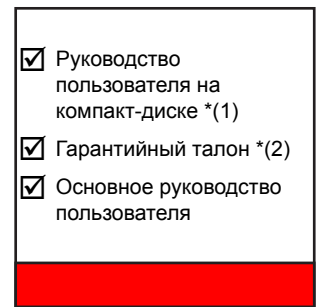 Руководство
пользователя на
компакт-диске *(1)
Гарантийный талон *(2)
Основное руководство
пользователя